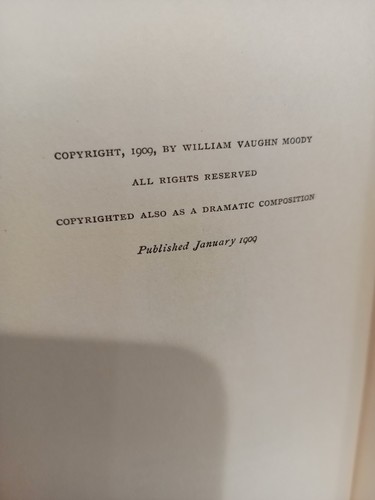 COPYRIGHT, 1909, BY WILLIAM VAUGHN MOODY
ALL RIGHTS RESERVED
COPYRIGHTED ALSO AS A DRAMATIC COMPOSITION
Published January 1909